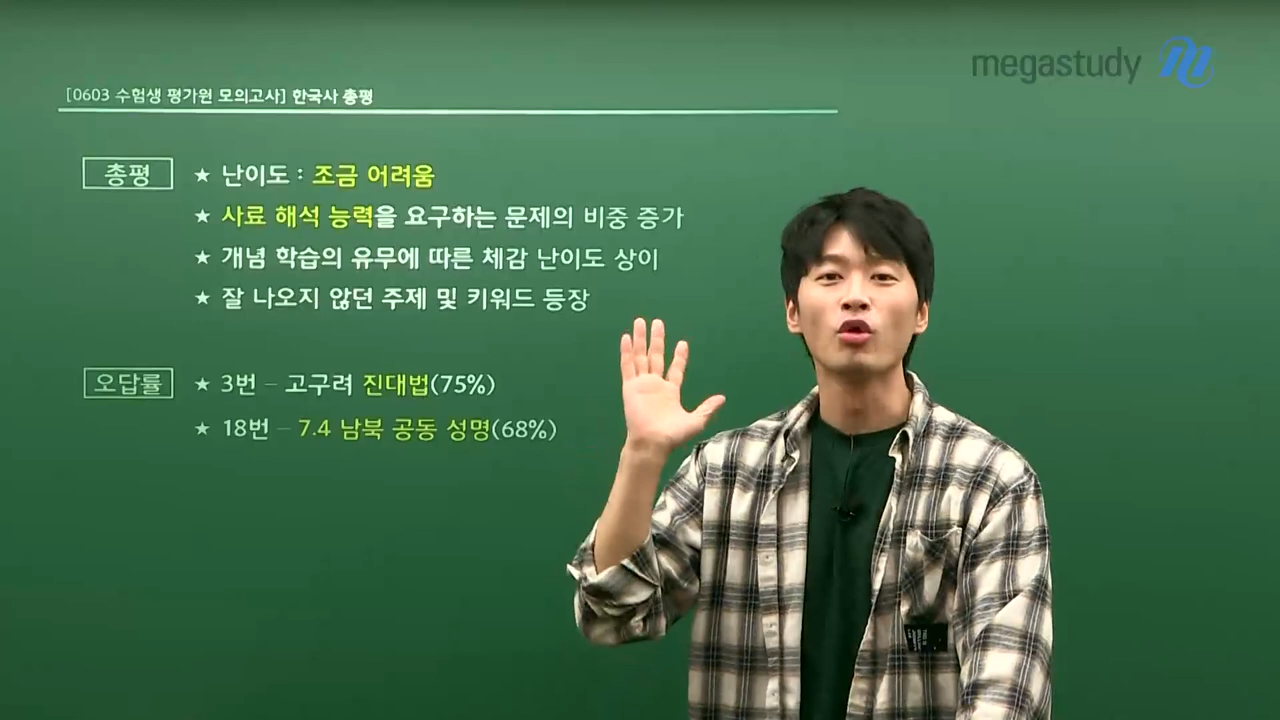 megastudy
[0603 수험생 평가원 모의고사] 한국사 총평
총평
★ 난이도 : 조금 어려움
★ 사료 해석 능력을 요구하는 문제의 비중 증가
★ 개념 학습의 유무에 따른 체감 난이도 상이
★ 잘 나오지 않던 주제 및 키워드 등장
오답률
★ 3번 – 고구려 진대법(75%)
★ 18번 – 7.4 남북 공동 성명(68%)